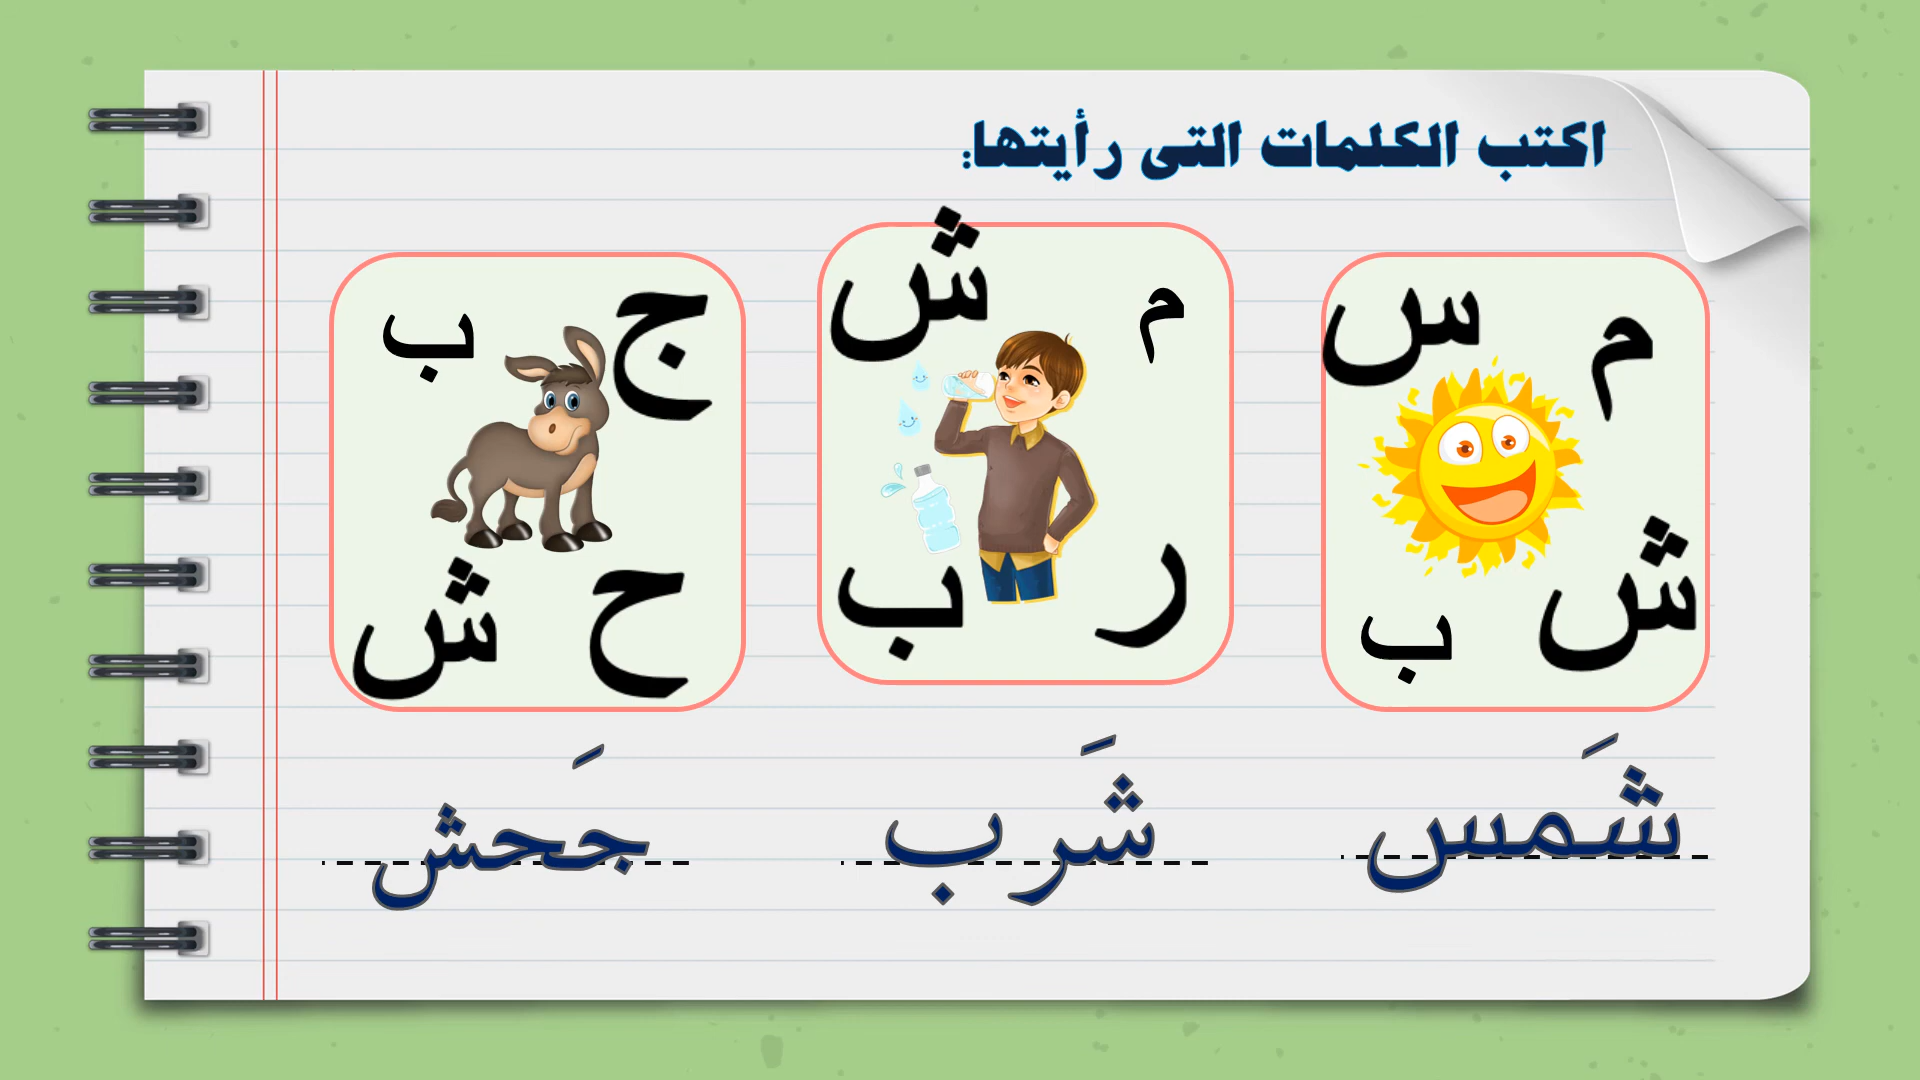 اكتب الكلمات التى رأيتها:
م س
ش ب
م ش
ر ب
ج ب
ح ش
شَمس
شَرب
جَحش